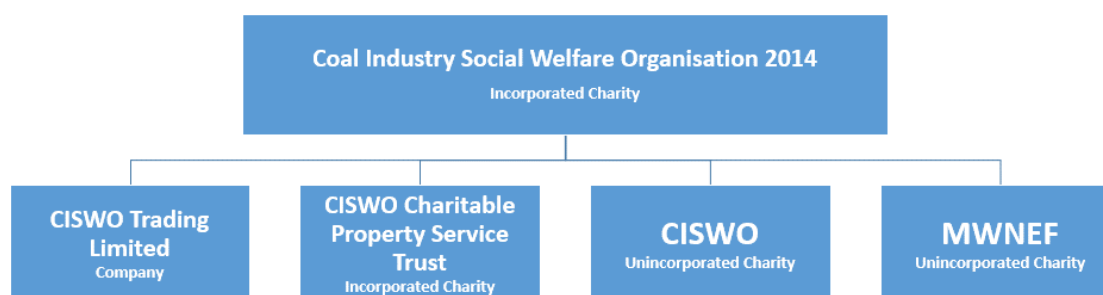 Coal Industry Social Welfare Organisation 2014
Incorporated Charity
CISWO Trading
Limited
Company
CISWO Charitable
Property Service
Trust
Incorporated Charity
CISWO
Unincorporated Charity
MWNEF
Unincorporated Charity